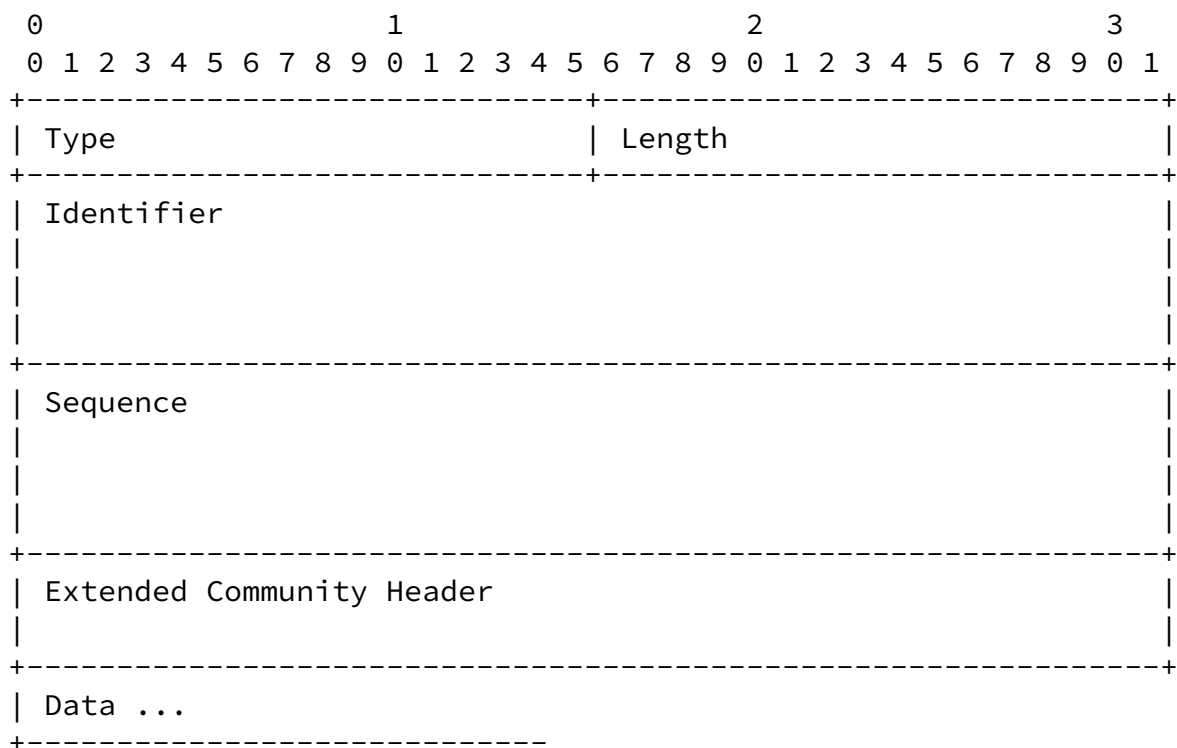 0                   1                   2                   3
0 1 2 3 4 5 6 7 8 9 0 1 2 3 4 5 6 7 8 9 0 1 2 3 4 5 6 7 8 9 0 1
+-------------------------------+-------------------------------+
| Type                          | Length                        |
+-------------------------------+-------------------------------+
| Identifier                                                    |
|                                                               |
|                                                               |
|                                                               |
+---------------------------------------------------------------+
| Sequence                                                      |
|                                                               |
|                                                               |
|                                                               |
+---------------------------------------------------------------+
| Extended Community Header                                     |
|                                                               |
+---------------------------------------------------------------+
| Data ...
+-----------------------------